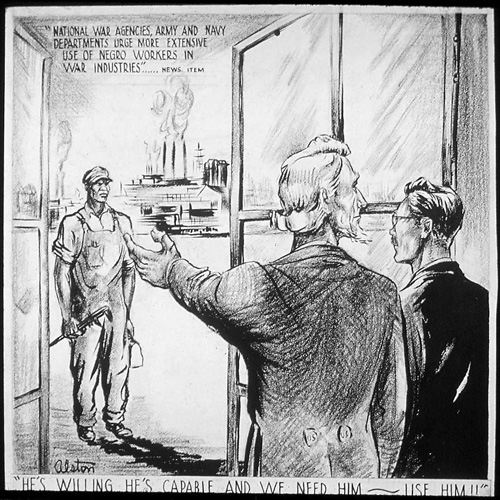 "NATIONAL WAR AGENCIES, ARMY AND NAVY
DEPARTMENTS URGE MORE EXTENSIVE
USE OF NEGRO WORKERS IN
WAR INDUSTRIES"..... NEWS ITEM
Alston
"HE'S WILLING, HE'S CAPABLE AND WE NEED HIM — USE HIM!!"